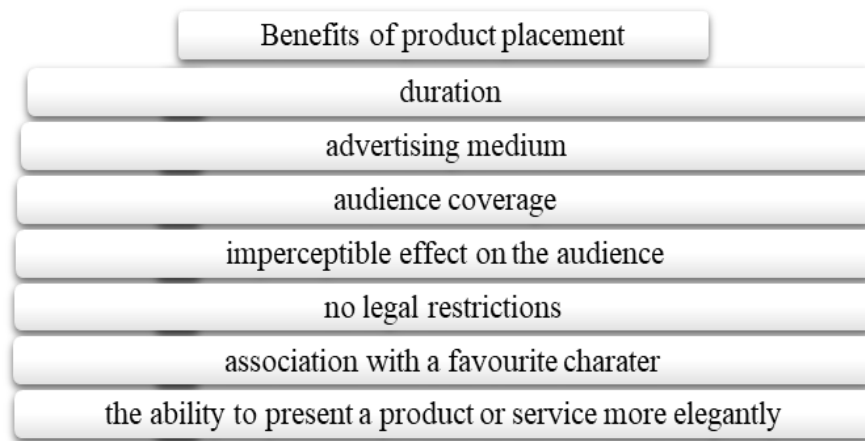 Benefits of product placement
duration
advertising medium
audience coverage
imperceptible effect on the audience
no legal restrictions
association with a favourite charater
the ability to present a product or service more elegantly